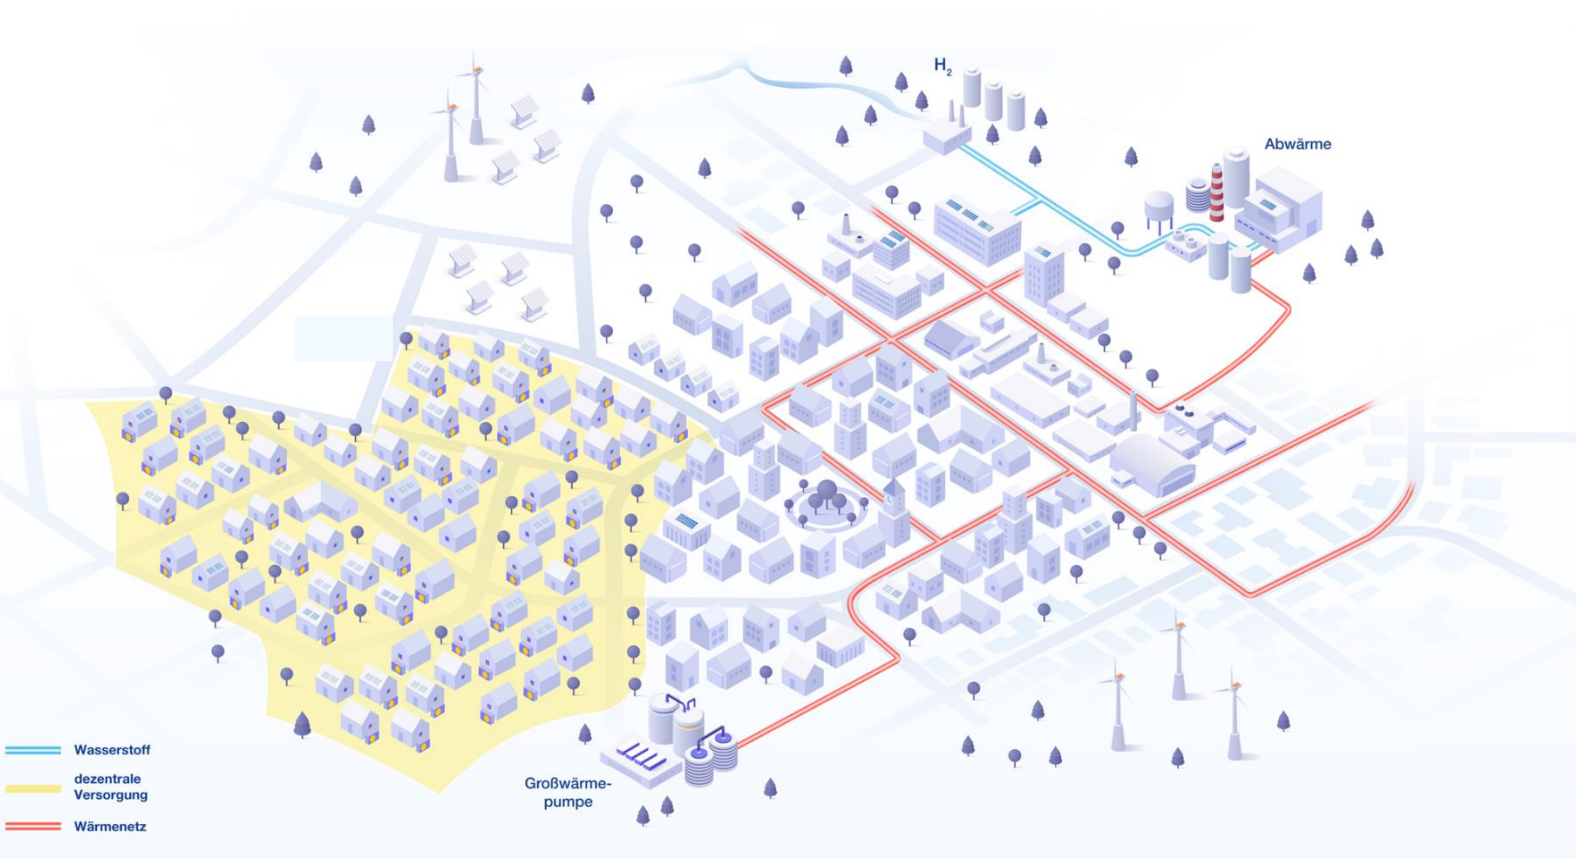 H₂
Abwärme
Großwärme-
pumpe
Wasserstoff
dezentrale
Versorgung
Wärmenetz